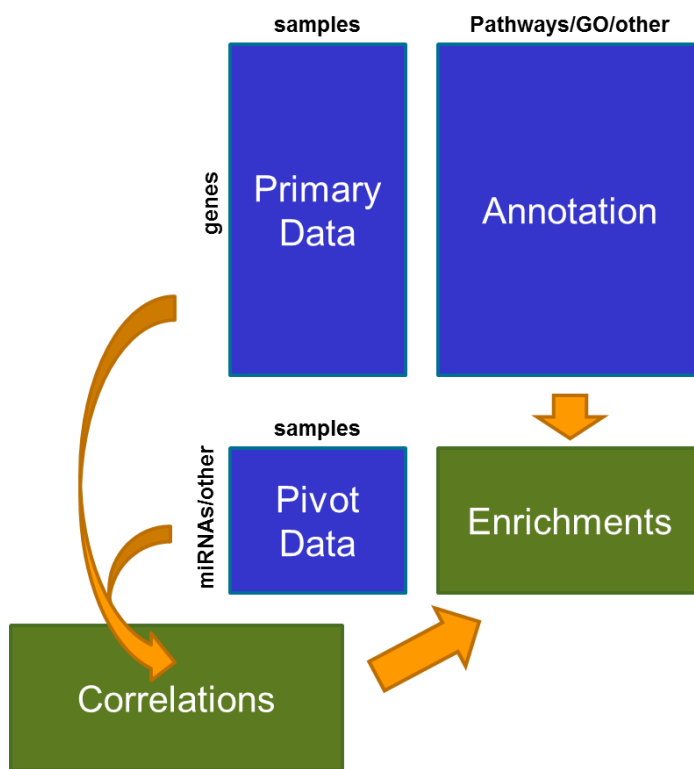 samples
Pathways/GO/other
genes
Primary
Data
Annotation
samples
miRNAs/other
Pivot
Data
Enrichments
Correlations